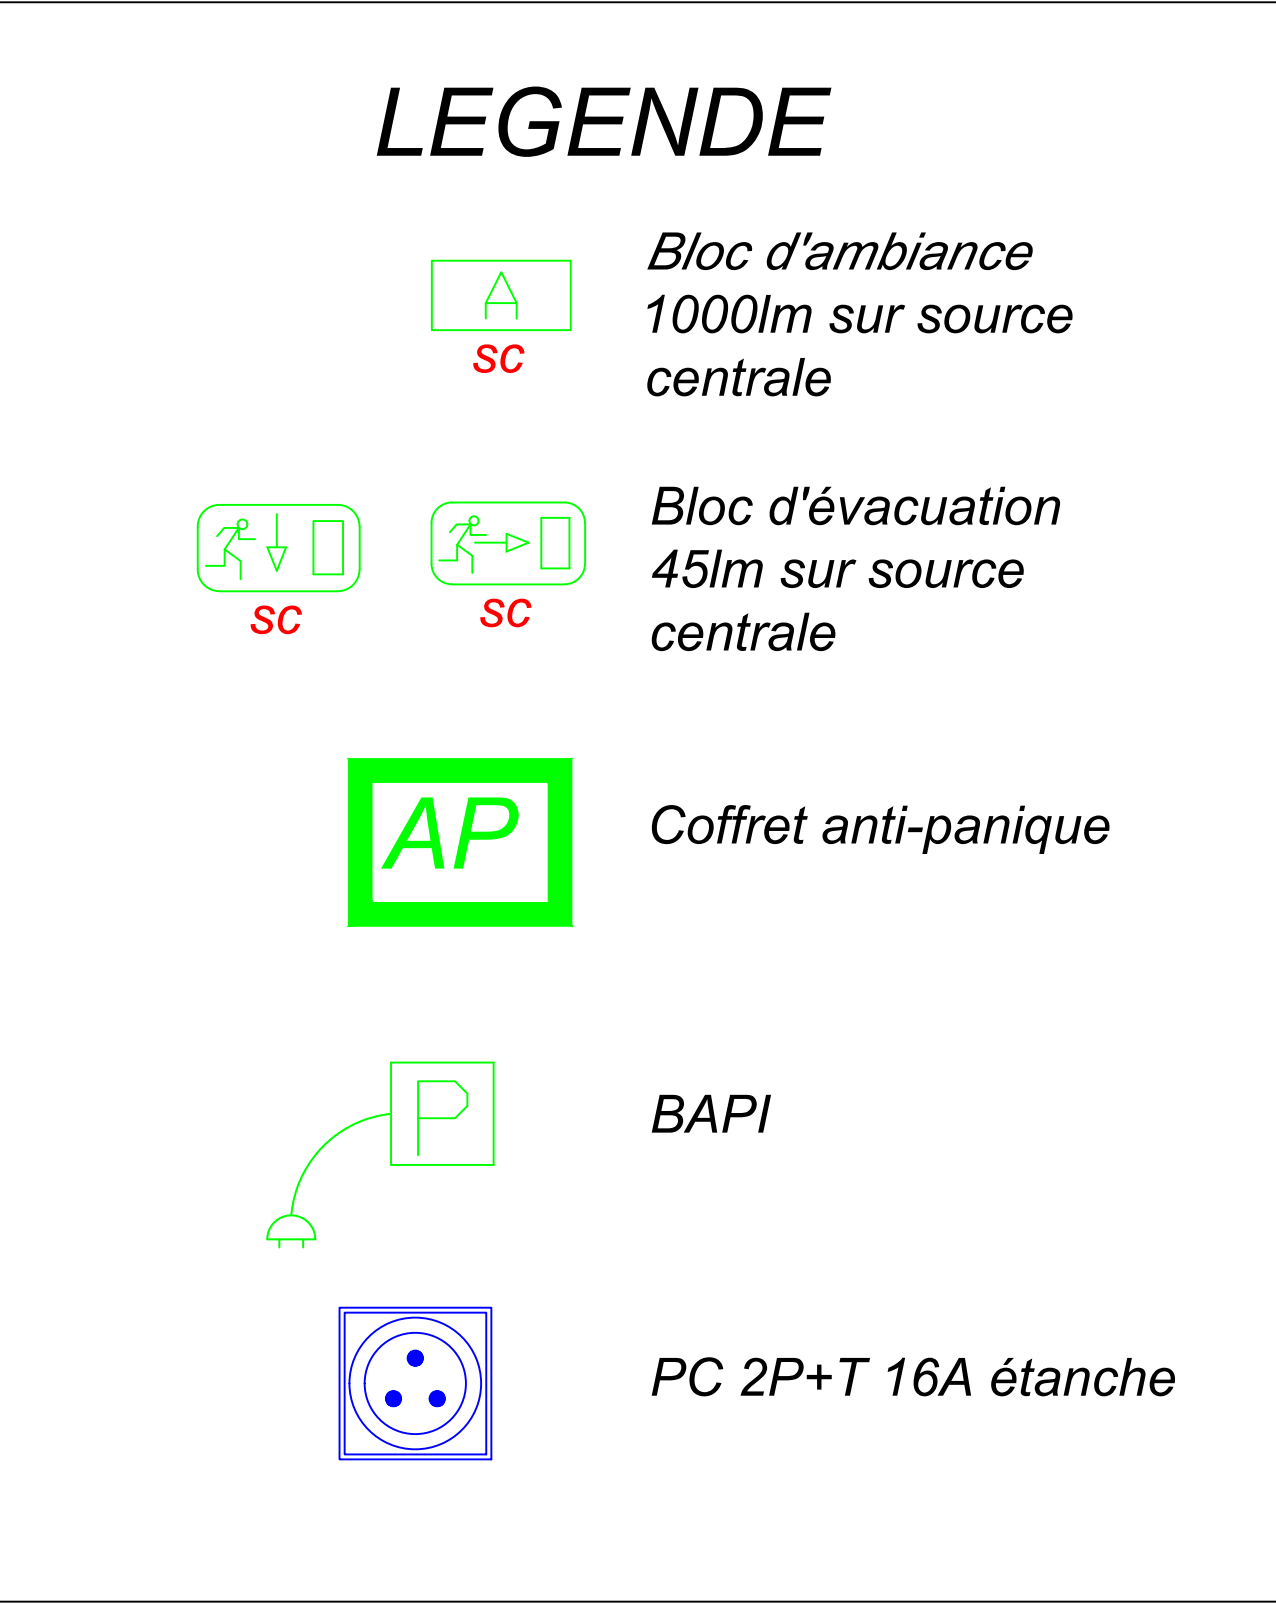 LEGENDE
A
sc
Bloc d'ambiance
1000lm sur source
centrale
sc
sc
Bloc d'évacuation
45lm sur source
centrale
AP
Coffret anti-panique
P
BAPI
PC 2P+T 16A étanche